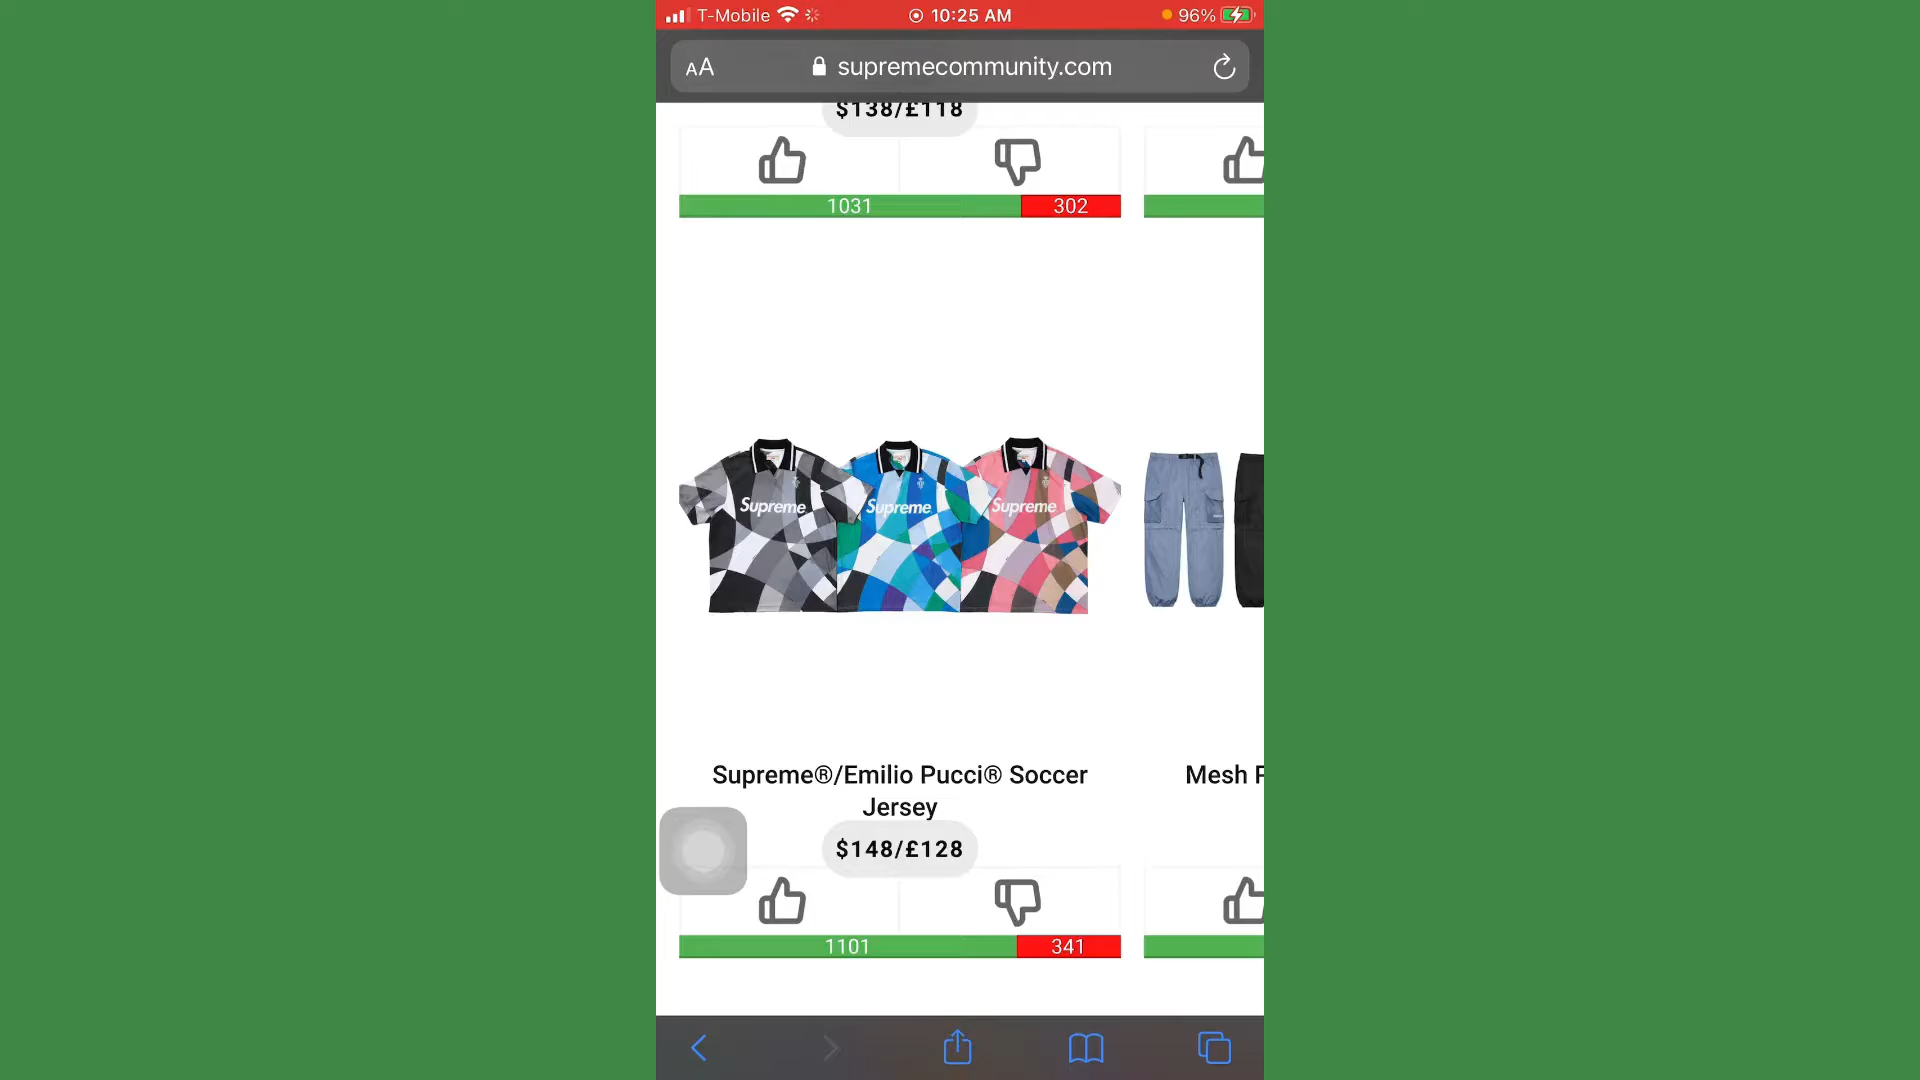 T-Mobile 10:25 AM 96%
AA supremecommunity.com
$138/£118
1031 302
Supreme Supreme Supreme
Supreme®/Emilio Pucci® Soccer
Jersey
Mesh
$148/£128
1101 341